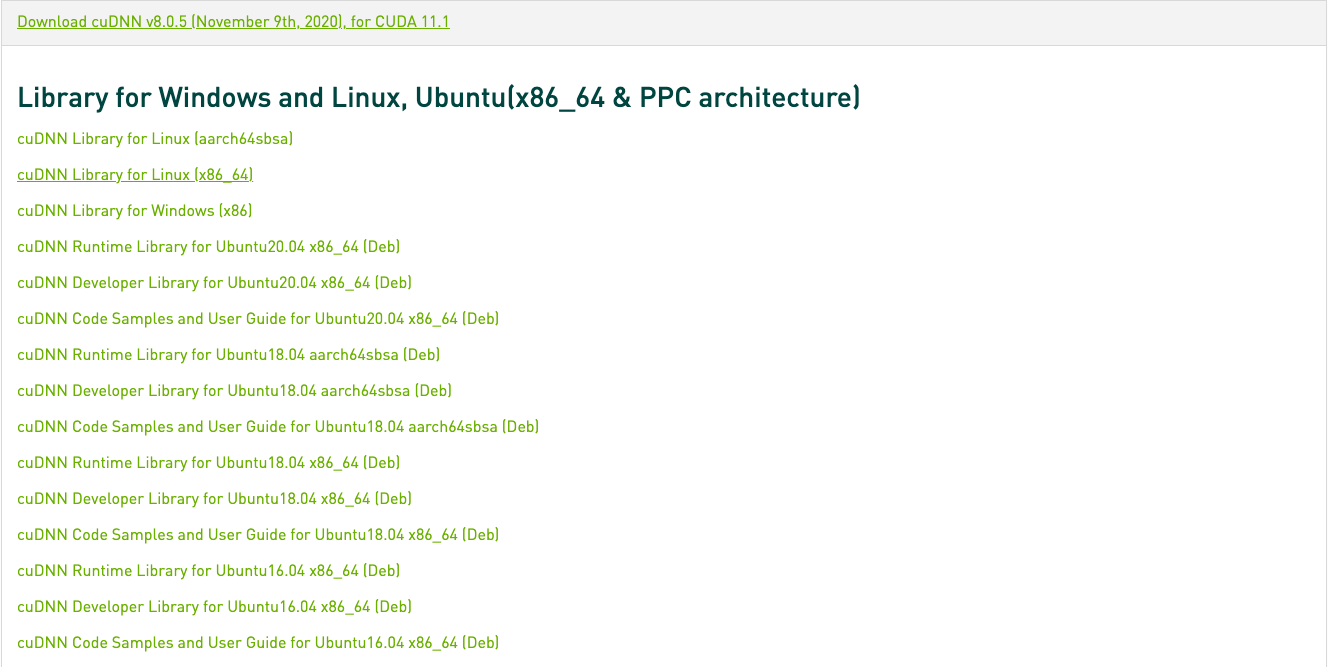 Download cuDNN v8.0.5 (November 9th, 2020), for CUDA 11.1
Library for Windows and Linux, Ubuntu(x86_64 & PPC architecture)
cuDNN Library for Linux (aarch64sbsa)
cuDNN Library for Linux (x86_64)
cuDNN Library for Windows (x86)
cuDNN Runtime Library for Ubuntu20.04 x86_64 (Deb)
cuDNN Developer Library for Ubuntu20.04 x86_64 (Deb)
cuDNN Code Samples and User Guide for Ubuntu20.04 x86_64 (Deb)
cuDNN Runtime Library for Ubuntu18.04 aarch64sbsa (Deb)
cuDNN Developer Library for Ubuntu18.04 aarch64sbsa (Deb)
cuDNN Code Samples and User Guide for Ubuntu18.04 aarch64sbsa (Deb)
cuDNN Runtime Library for Ubuntu18.04 x86_64 (Deb)
cuDNN Developer Library for Ubuntu18.04 x86_64 (Deb)
cuDNN Code Samples and User Guide for Ubuntu18.04 x86_64 (Deb)
cuDNN Runtime Library for Ubuntu16.04 x86_64 (Deb)
cuDNN Developer Library for Ubuntu16.04 x86_64 (Deb)
cuDNN Code Samples and User Guide for Ubuntu16.04 x86_64 (Deb)